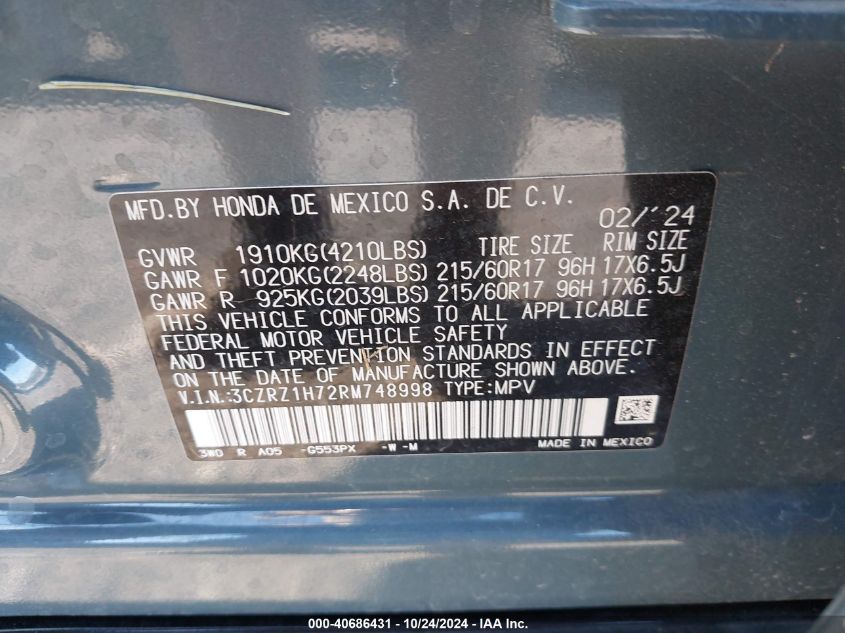 MFD.BY HONDA DE MEXICO S.A. DE C.V. 02/'24
GVWR 1910KG(4210LBS) TIRE SIZE RIM SIZE
GAWR F 1020KG(2248LBS) 215/60R17 96H 17X6.5J
GAWR R 925KG(2039LBS) 215/60R17 96H 17X6.5J
THIS VEHICLE CONFORMS TO ALL APPLICABLE
FEDERAL MOTOR VEHICLE SAFETY
AND THEFT PREVENTION STANDARDS IN EFFECT
ON THE DATE OF MANUFACTURE SHOWN ABOVE.
V.I.N.:3CZRZ1H72RM748998 TYPE:MPV
3W0 R A05 -G553PX -W-M MADE IN MEXICO
000-40686431 - 10/24/2024 - IAA Inc.